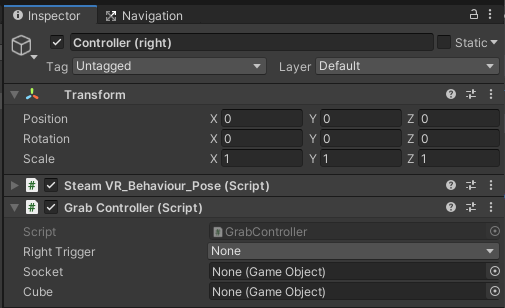 Inspector Navigation
Controller (right) Static
Tag Untagged Layer Default
Transform
Position X 0 Y 0 Z 0
Rotation X 0 Y 0 Z 0
Scale X 1 Y 1 Z 1
# Steam VR_Behaviour_Pose (Script)
# Grab Controller (Script)
Script # GrabController
Right Trigger None
Socket None (Game Object)
Cube None (Game Object)